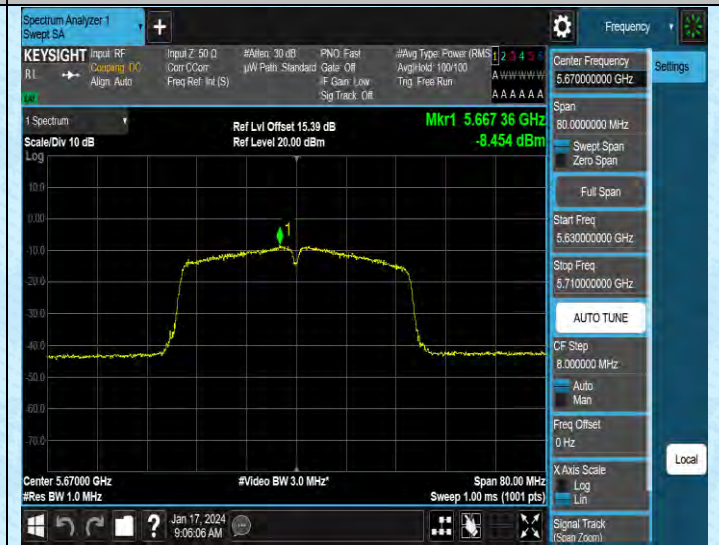 Spectrum Analyzer 1
Swept SA
Frequency
KEYSIGHT
Input: RF
Coupling: DC
Align: Auto
Input Z: 50 Ω
Corr CCorr
Freq Ref: Int (S)
#Atten: 30 dB
µW Path: Standard
PNO: Fast
Gate: Off
IF Gain: Low
Sig Track: Off
#Avg Type: Power (RMS
Avg|Hold: 100/100
Trig: Free Run
1 2 3 4 5 6
A W W W W W
A A A A A A
1 Spectrum
Scale/Div 10 dB
Ref Lvl Offset 15.39 dB
Ref Level 20.00 dBm
Mkr1 5.667 36 GHz
-8.454 dBm
Log
10.0
0.00
-10.0
-20.0
-30.0
-40.0
-50.0
-60.0
-70.0
1
Center 5.67000 GHz
#Res BW 1.0 MHz
#Video BW 3.0 MHz*
Span 80.00 MHz
Sweep 1.00 ms (1001 pts)
Jan 17, 2024
9:06:06 AM
Center Frequency
5.670000000 GHz
Settings
Span
80.0000000 MHz
Swept Span
Zero Span
Full Span
Start Freq
5.630000000 GHz
Stop Freq
5.710000000 GHz
AUTO TUNE
CF Step
8.000000 MHz
Auto
Man
Freq Offset
0 Hz
X Axis Scale
Log
Lin
Local
Signal Track
(Span Zoom)